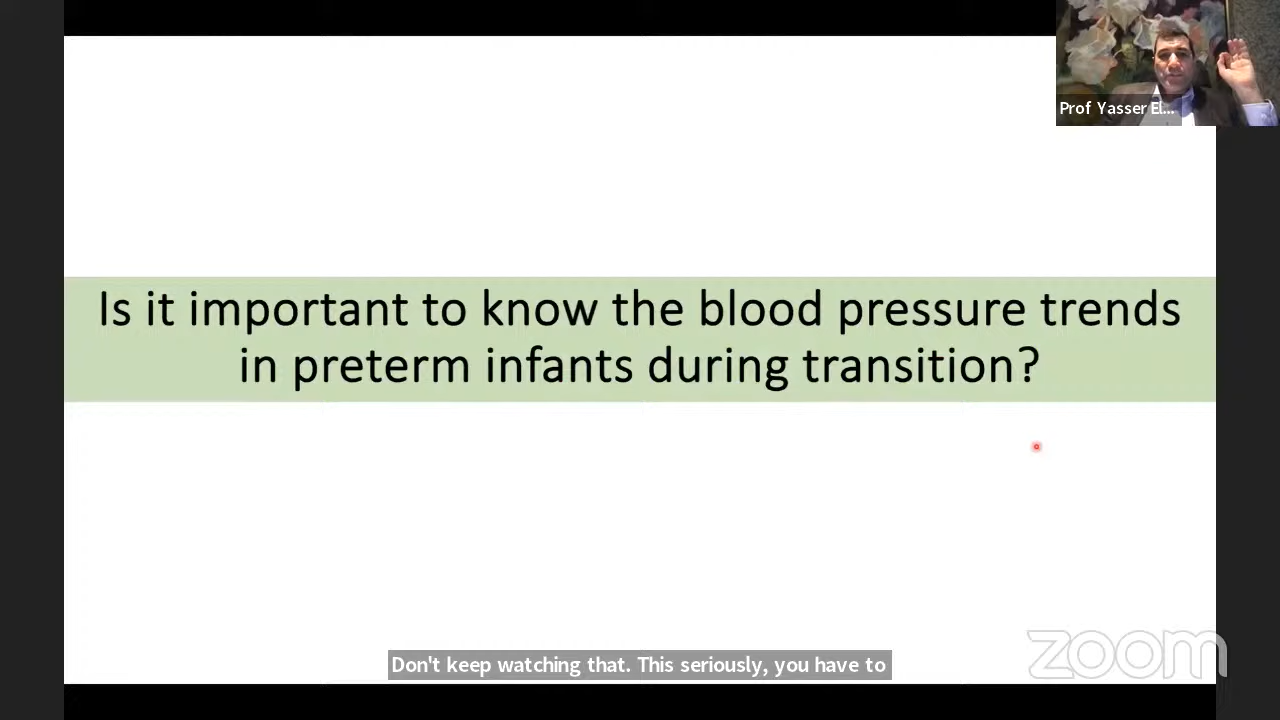 Prof Yasser El...
Is it important to know the blood pressure trends
in preterm infants during transition?
zoom
Don't keep watching that. This seriously, you have to